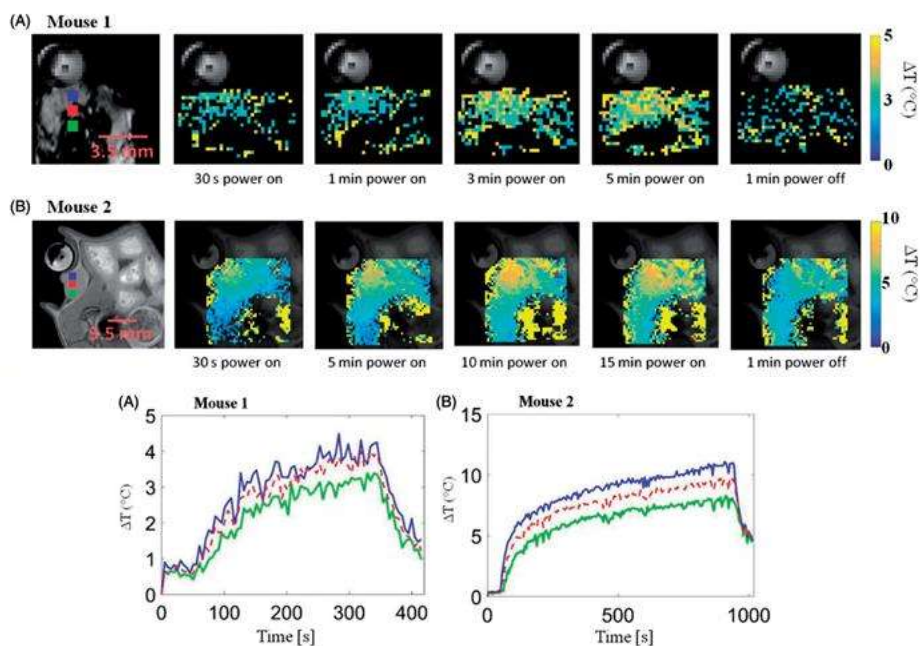 (A) Mouse 1
3.5 mm
30 s power on
1 min power on
3 min power on
5 min power on
1 min power off
5
3
0
ΔT (°C)
(B) Mouse 2
9.5 mm
30 s power on
5 min power on
10 min power on
15 min power on
1 min power off
10
5
0
ΔT (°C)
(A) Mouse 1
5
4
3
2
1
0
ΔT (°C)
0 100 200 300 400
Time [s]
(B) Mouse 2
15
10
5
0
ΔT (°C)
0 500 1000
Time [s]